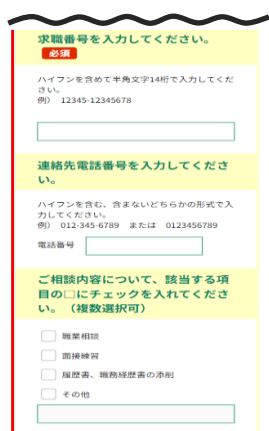 求職番号を入力してください。
必須
ハイフンを含めて半角文字14桁で入力してくだ
さい。
例） 12345-12345678
連絡先電話番号を入力してくださ
い。
ハイフンを含む、含まないどちらかの形式で入
力してください。
例） 012-345-6789 または 0123456789
電話番号
ご相談内容について、該当する項
目の□にチェックを入れてくださ
い。（複数選択可）
職業相談
面接練習
履歴書、職務経歴書の添削
その他